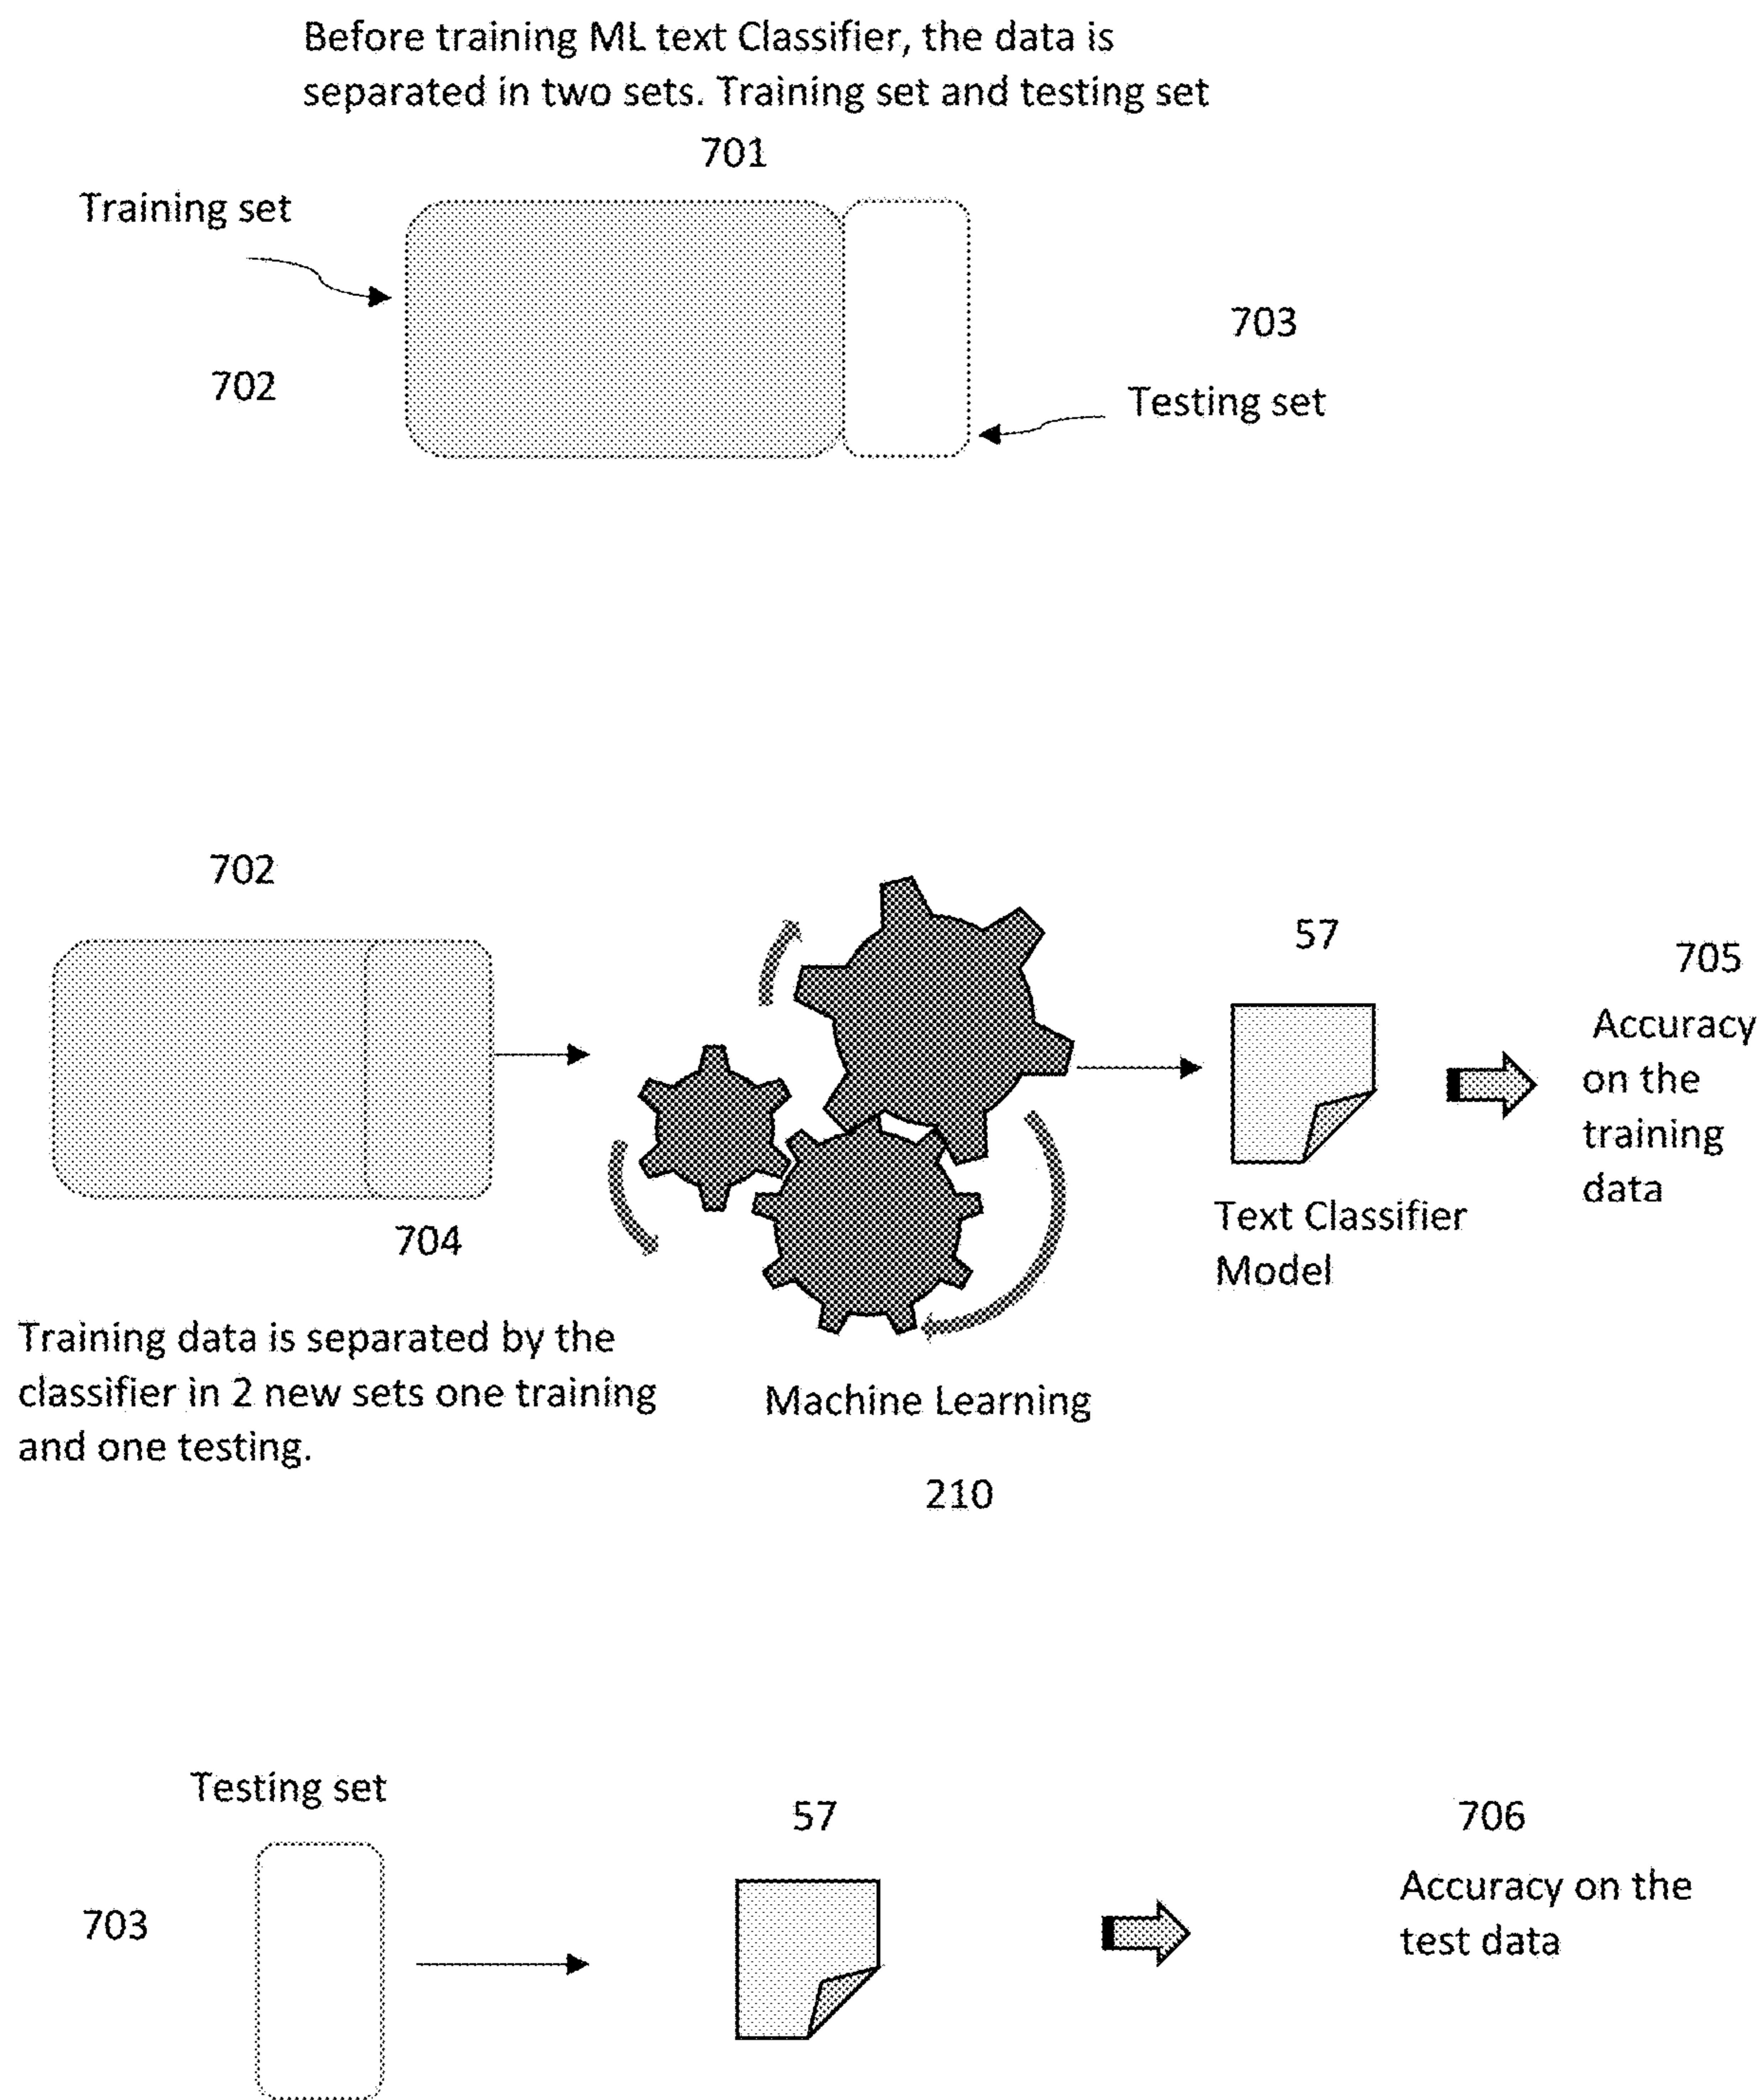 Before training ML text Classifier, the data is
separated in two sets. Training set and testing set
701
Training set
702
703
Testing set
702
704
Training data is separated by the
classifier in 2 new sets one training
and one testing.
Machine Learning
210
57
Text Classifier
Model
705
Accuracy
on the
training
data
Testing set
703
57
706
Accuracy on the
test data